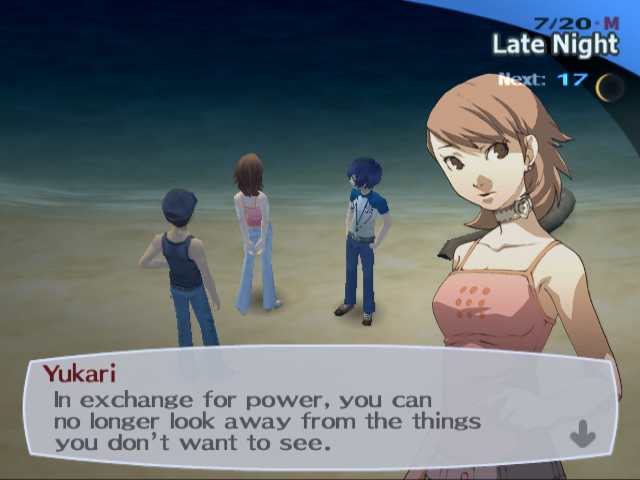 7/20・M
Late Night
Next: 17
Yukari
In exchange for power, you can
no longer look away from the things
you don't want to see.